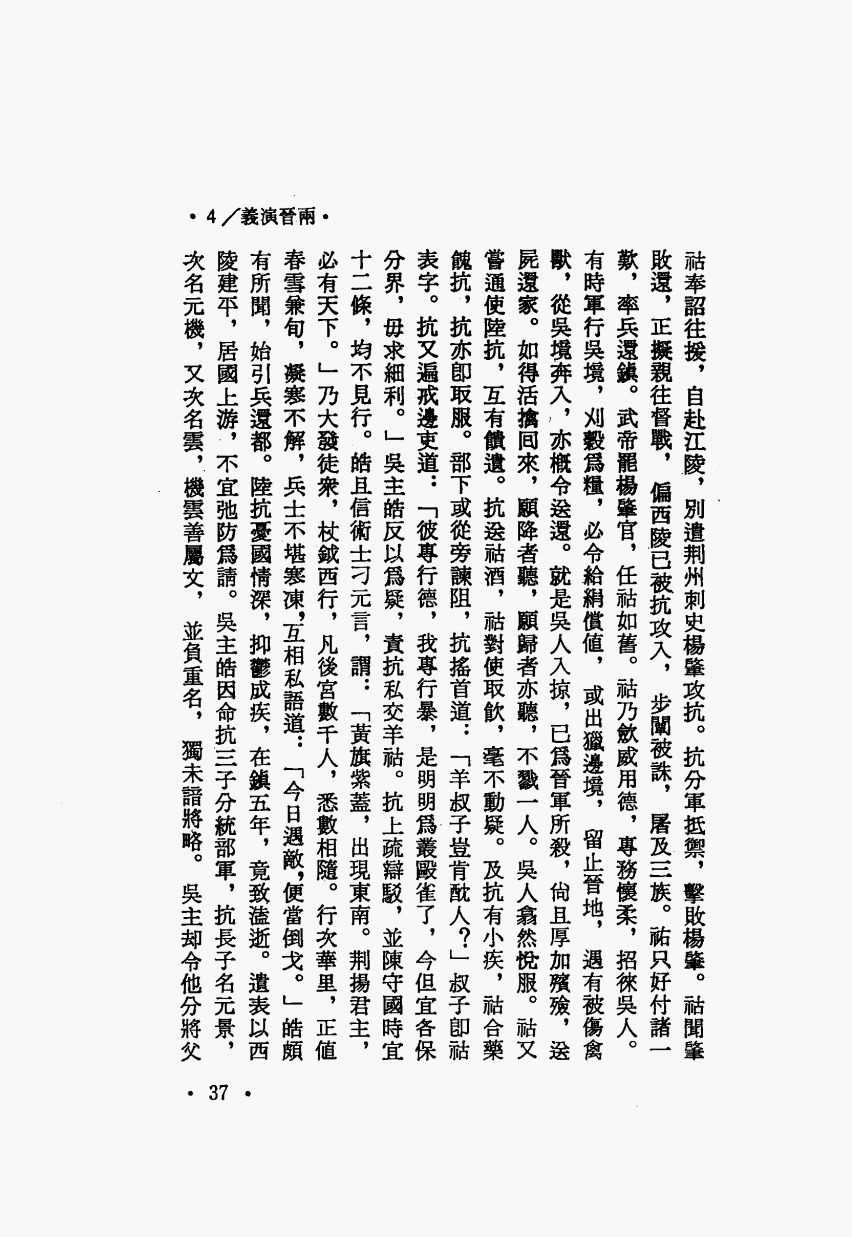 •4／義演晉兩•
祜奉詔往援，自赴江陵，別遣荆州刺史楊肇攻抗。抗分軍抵禦，擊敗楊肇。祜聞肇
敗還，正擬親往督戰，偏西陵已被抗攻入，步闡被誅，屠及三族。祐只好付諸一
歎，率兵還鎮。武帝罷楊肇官，任祜如舊。祜乃歛威用德，專務懷柔，招徠吳人。
有時軍行吳境，刈穀爲糧，必令給絹償值，或出獵邊境，留止晉地，遇有被傷禽
獸，從吳境奔入，亦概令送還。就是吳人入掠，已爲晉軍所殺，尙且厚加殯殮，送
屍還家。如得活擒囘來，願降者聽，願歸者亦聽，不戮一人。吳人翕然悅服。祜又
嘗通使陸抗，互有饋遺。抗送祜酒，祜對使取飮，毫不動疑。及抗有小疾，祜合藥
餽抗，抗亦卽取服。部下或從旁諫阻，抗搖首道：「羊叔子豈肯酖人？」叔子卽祜
表字。抗又遍戒邊吏道：「彼專行德，我專行暴，是明明爲叢毆雀了，今但宜各保
分界，毋求細利。」吳主皓反以爲疑，責抗私交羊祜。抗上疏辯駁，並陳守國時宜
十二條，均不見行。皓且信術士刁元言，謂：「黃旗紫蓋，出現東南。荆揚君主，
必有天下。」乃大發徒衆，杖鉞西行，凡後宮數千人，悉數相隨。行次華里，正値
春雪兼旬，凝寒不解，兵士不堪寒凍，互相私語道：「今日遇敵，便當倒戈。」皓頗
有所聞，始引兵還都。陸抗憂國情深，抑鬱成疾，在鎮五年，竟致溘逝。遺表以西
陵建平，居國上游，不宜弛防爲請。吳主皓因命抗三子分統部軍，抗長子名元景，
次名元機，又次名雲，機雲善屬文，並負重名，獨未諳將略。吳主却令他分將父
•37•